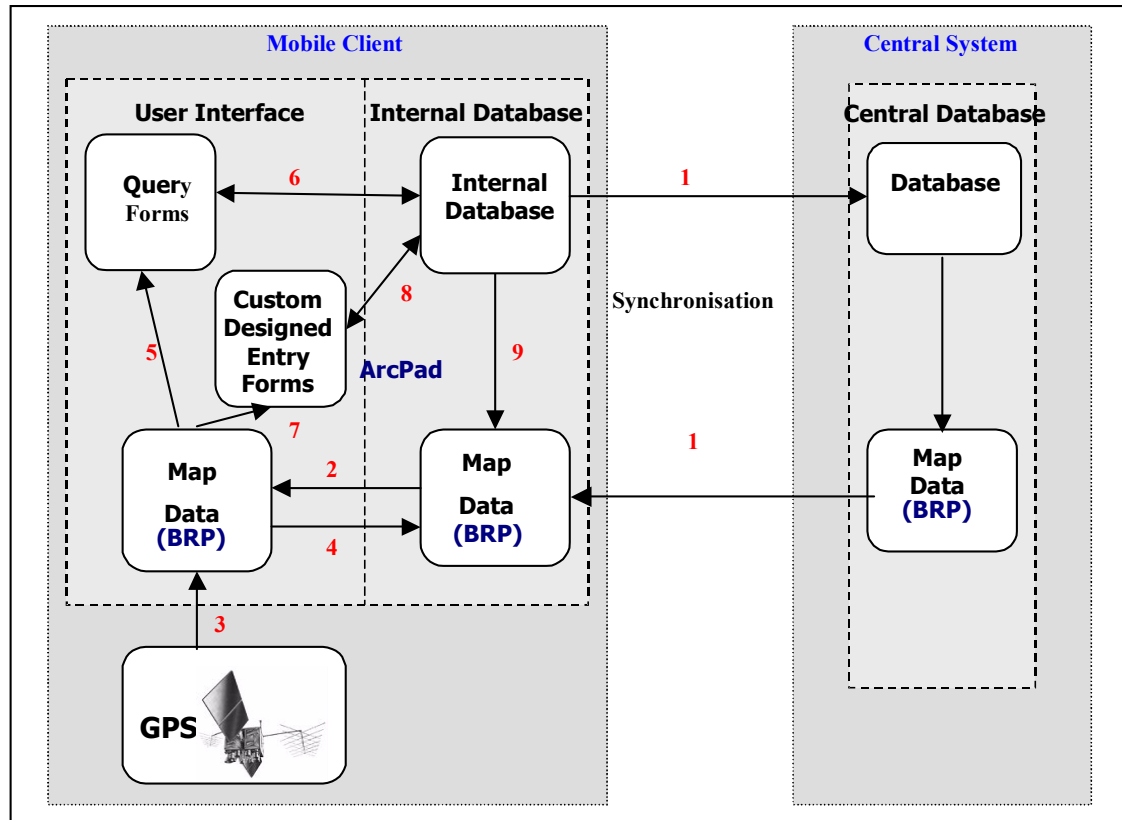 Mobile Client
Central System
User Interface
Internal Database
Central Database
Query
Forms
6
Internal
Database
1
Database
Custom
Designed
Entry
Forms
8
Synchronisation
5
ArcPad
9
7
Map
Data
(BRP)
2
4
Map
Data
(BRP)
1
Map
Data
(BRP)
3
GPS